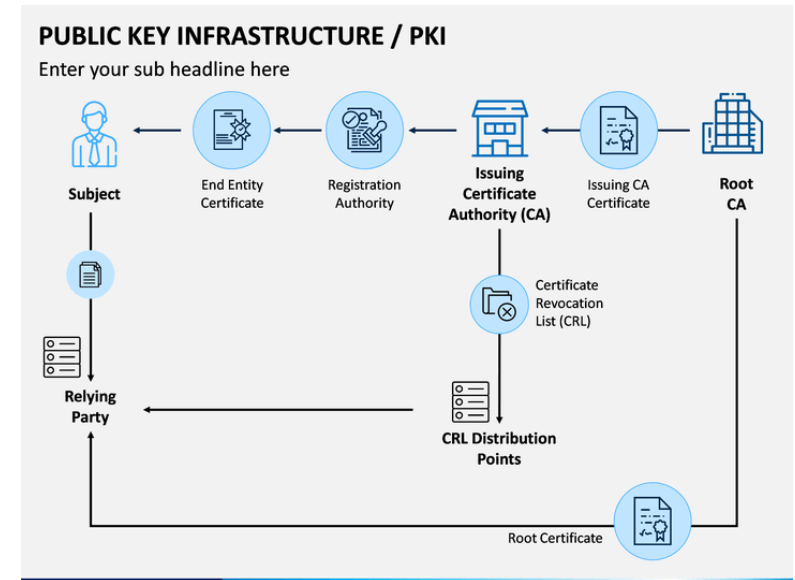 PUBLIC KEY INFRASTRUCTURE / PKI
Enter your sub headline here
Subject
End Entity
Certificate
Registration
Authority
Issuing
Certificate
Authority (CA)
Issuing CA
Certificate
Root
CA
Certificate
Revocation
List (CRL)
Relying
Party
CRL Distribution
Points
Root Certificate